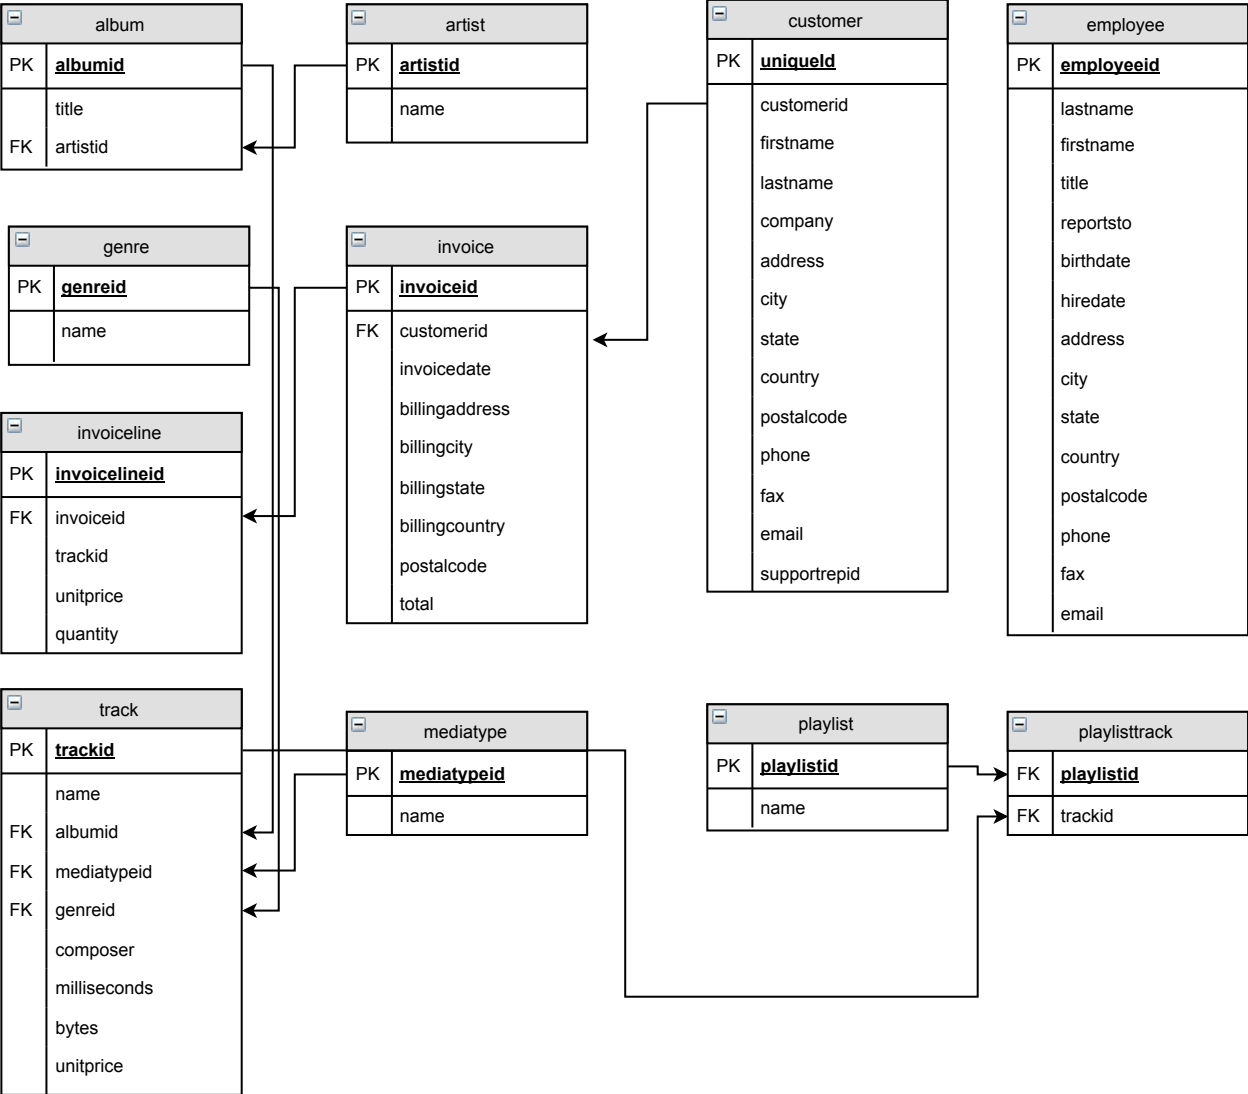 album
PK albumid
title
FK artistid
artist
PK artistid
name
customer
PK uniqueId
customerid
firstname
lastname
company
address
city
state
country
postalcode
phone
fax
email
supportrepid
employee
PK employeeid
lastname
firstname
title
reportsto
birthdate
hiredate
address
city
state
country
postalcode
phone
fax
email
genre
PK genreid
name
invoice
PK invoiceid
FK customerid
invoicedate
billingaddress
billingcity
billingstate
billingcountry
postalcode
total
invoiceline
PK invoicelineid
FK invoiceid
trackid
unitprice
quantity
track
PK trackid
name
FK albumid
FK mediatypeid
FK genreid
composer
milliseconds
bytes
unitprice
mediatype
PK mediatypeid
name
playlist
PK playlistid
name
playlisttrack
FK playlistid
FK trackid